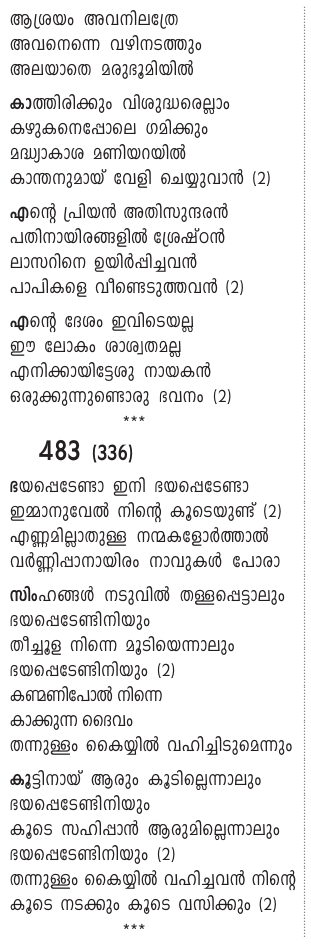 ആശ്രയം അവനിലത്രേ
അവനെന്നെ വഴിനടത്തും
അലയാതെ മരുഭൂമിയിൽ
കാത്തിരിക്കും വിശുദ്ധരെല്ലാം
കഴുകനെപ്പോലെ ഗമിക്കും
മദ്ധ്യാകാശ മണിയറയിൽ
കാന്തനുമായ് വേളി ചെയ്യുവാൻ (2)
എന്റെ പ്രിയൻ അതിസുന്ദരൻ
പതിനായിരങ്ങളിൽ ശ്രേഷ്ഠൻ
ലാസറിനെ ഉയിർപ്പിച്ചവൻ
പാപികളെ വീണ്ടെടുത്തവൻ (2)
എന്റെ ദേശം ഇവിടെയല്ല
ഈ ലോകം ശാശ്വതമല്ല
എനിക്കായിട്ടേശു നായകൻ
ഒരുക്കുന്നുണ്ടൊരു ഭവനം (2)
***
483 (336)
ഭയപ്പെടേണ്ടാ ഇനി ഭയപ്പെടേണ്ടാ
ഇമ്മാനുവേൽ നിന്റെ കൂടെയുണ്ട് (2)
എണ്ണമില്ലാതുള്ള നന്മകളോർത്താൽ
വർണ്ണിപ്പാനായിരം നാവുകൾ പോരാ
സിംഹങ്ങൾ നടുവിൽ തള്ളപ്പെട്ടാലും
ഭയപ്പെടേണ്ടിനിയും
തീച്ചൂള നിന്നെ മൂടിയെന്നാലും
ഭയപ്പെടേണ്ടിനിയും (2)
കണ്മണിപോൽ നിന്നെ
കാക്കുന്ന ദൈവം
തന്നുള്ളം കൈയ്യിൽ വഹിച്ചിടുമെന്നും
കൂട്ടിനായ് ആരും കൂടില്ലെന്നാലും
ഭയപ്പെടേണ്ടിനിയും
കൂടെ സഹിപ്പാൻ ആരുമില്ലെന്നാലും
ഭയപ്പെടേണ്ടിനിയും (2)
തന്നുള്ളം കൈയ്യിൽ വഹിച്ചവൻ നിന്റെ
കൂടെ നടക്കും കൂടെ വസിക്കും (2)
***